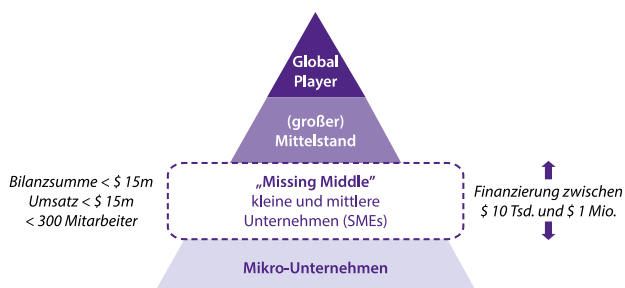 Global
Player
(großer)
Mittelstand
Bilanzsumme < $ 15m
Umsatz < $ 15m
< 300 Mitarbeiter
„Missing Middle”
kleine und mittlere
Unternehmen (SMEs)
Finanzierung zwischen
$ 10 Tsd. und $ 1 Mio.
Mikro-Unternehmen